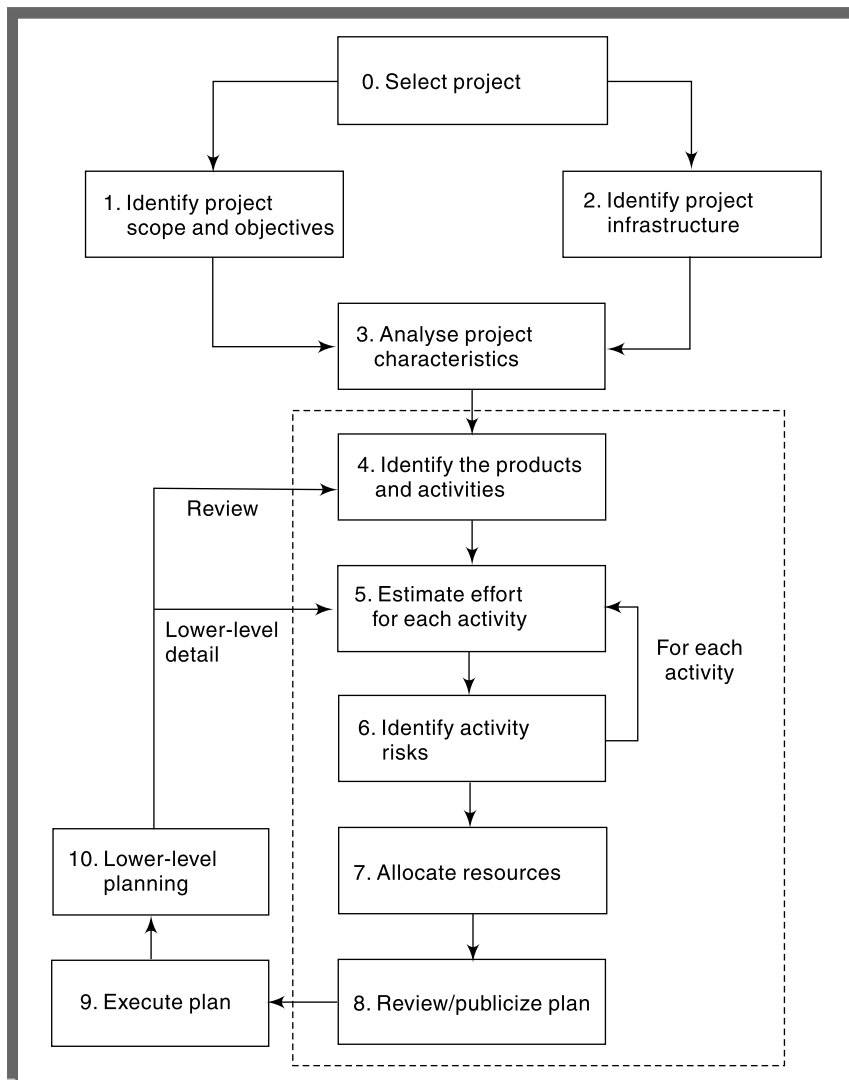 0. Select project
1. Identify project
scope and objectives
2. Identify project
infrastructure
3. Analyse project
characteristics
4. Identify the products
and activities
Review
5. Estimate effort
for each activity
Lower-level
detail
For each
activity
6. Identify activity
risks
10. Lower-level
planning
7. Allocate resources
9. Execute plan
8. Review/publicize plan